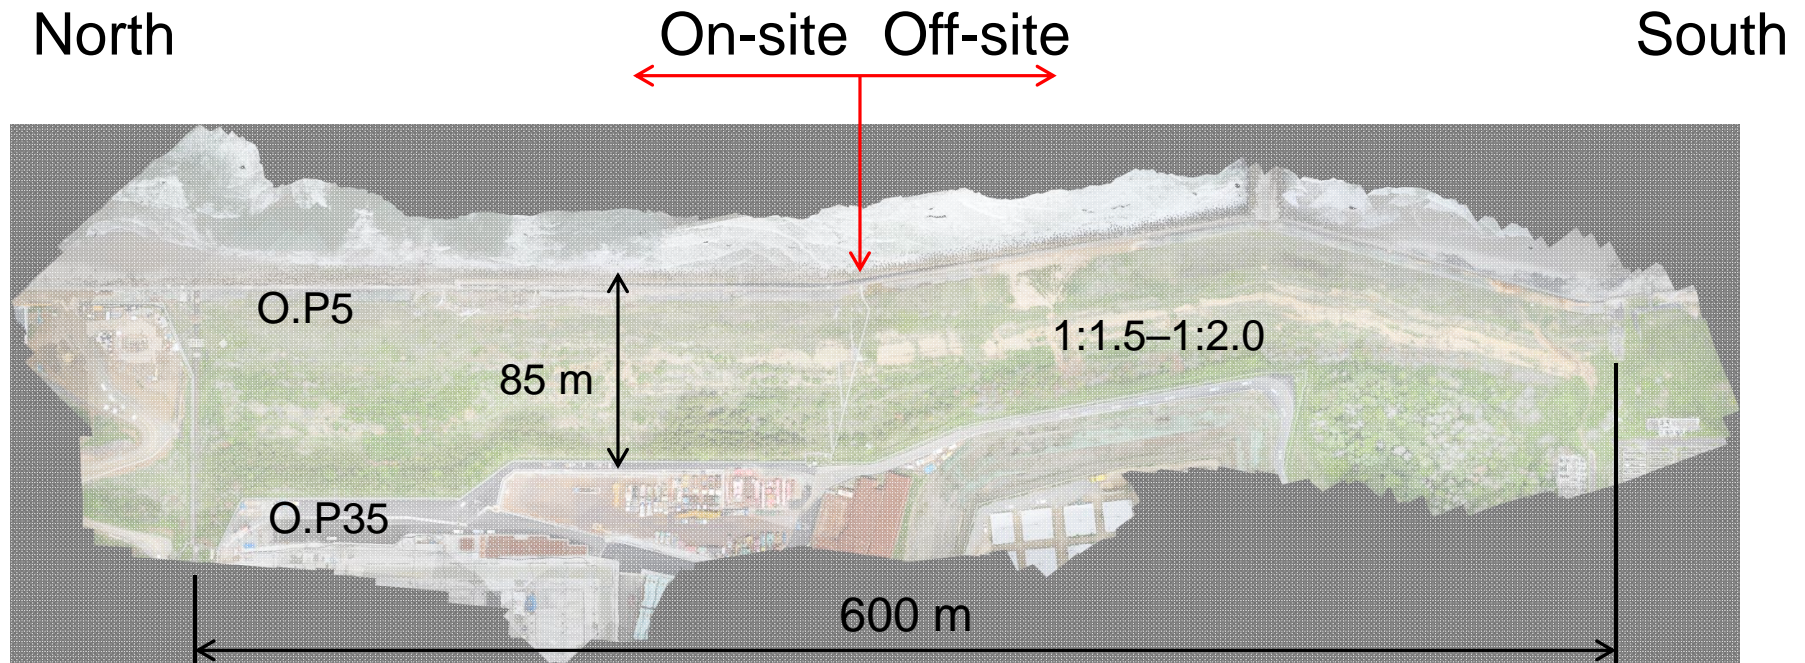 North On-site Off-site South
O.P5
1:1.5–1:2.0
85 m
O.P35
600 m